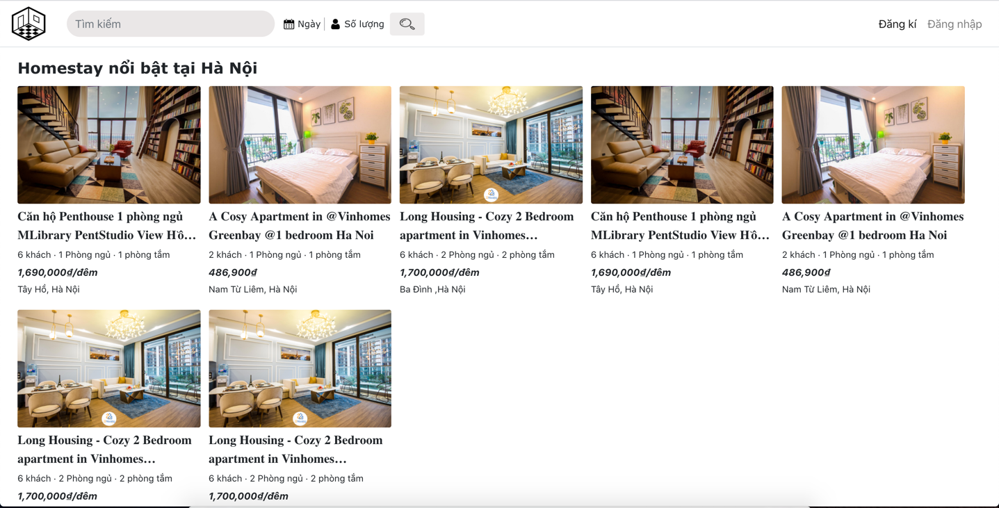 Tìm kiếm
Ngày
Số lượng
Đăng kí
Đăng nhập
Homestay nổi bật tại Hà Nội
Căn hộ Penthouse 1 phòng ngủ
MLibrary PentStudio View Hồ...
6 khách · 1 Phòng ngủ · 1 phòng tắm
1,690,000₫/đêm
Tây Hồ, Hà Nội
A Cosy Apartment in @Vinhomes
Greenbay @1 bedroom Ha Noi
2 khách · 1 Phòng ngủ · 1 phòng tắm
486,900₫
Nam Từ Liêm, Hà Nội
Long Housing - Cozy 2 Bedroom
apartment in Vinhomes...
6 khách · 2 Phòng ngủ · 2 phòng tắm
1,700,000₫/đêm
Ba Đình ,Hà Nội
Căn hộ Penthouse 1 phòng ngủ
MLibrary PentStudio View Hồ...
6 khách · 1 Phòng ngủ · 1 phòng tắm
1,690,000₫/đêm
Tây Hồ, Hà Nội
A Cosy Apartment in @Vinhomes
Greenbay @1 bedroom Ha Noi
2 khách · 1 Phòng ngủ · 1 phòng tắm
486,900₫
Nam Từ Liêm, Hà Nội
Long Housing - Cozy 2 Bedroom
apartment in Vinhomes...
6 khách · 2 Phòng ngủ · 2 phòng tắm
1,700,000₫/đêm
Long Housing - Cozy 2 Bedroom
apartment in Vinhomes...
6 khách · 2 Phòng ngủ · 2 phòng tắm
1,700,000₫/đêm